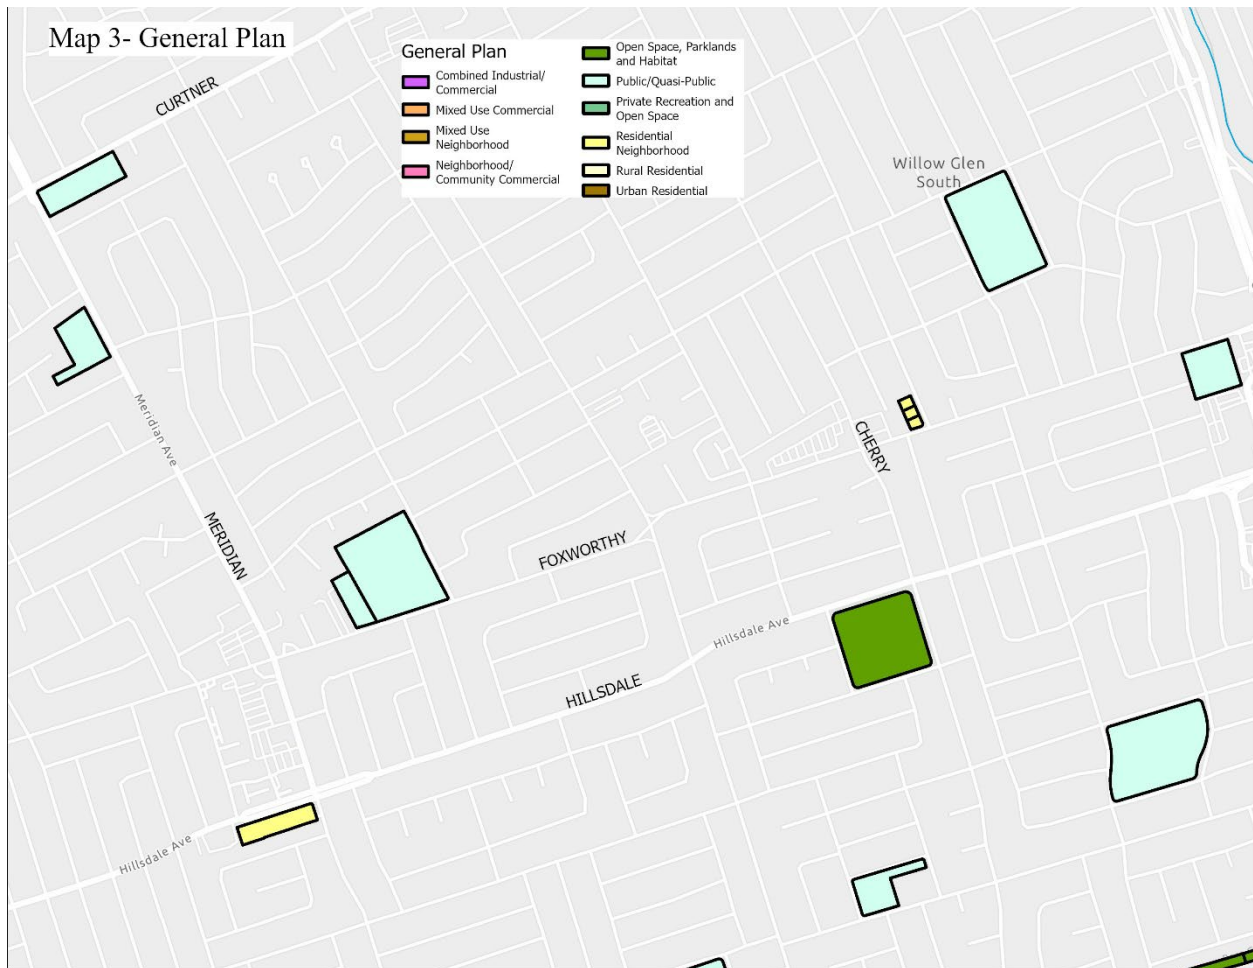 Map 3- General Plan
General Plan
Combined Industrial/
Commercial
Mixed Use Commercial
Mixed Use
Neighborhood
Neighborhood/
Community Commercial
Open Space, Parklands
and Habitat
Public/Quasi-Public
Private Recreation and
Open Space
Residential
Neighborhood
Rural Residential
Urban Residential
CURTNER
Willow Glen
South
Meridian Ave
CHERRY
MERIDIAN
FOXWORTHY
Hillsdale Ave
HILLSDALE
Hillsdale Ave